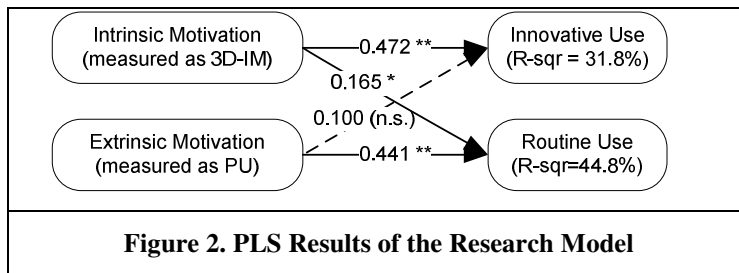 Intrinsic Motivation
(measured as 3D-IM)
0.472 **
Innovative Use
(R-sqr = 31.8%)
0.165 *
0.100 (n.s.)
Extrinsic Motivation
(measured as PU)
0.441 **
Routine Use
(R-sqr=44.8%)
Figure 2. PLS Results of the Research Model